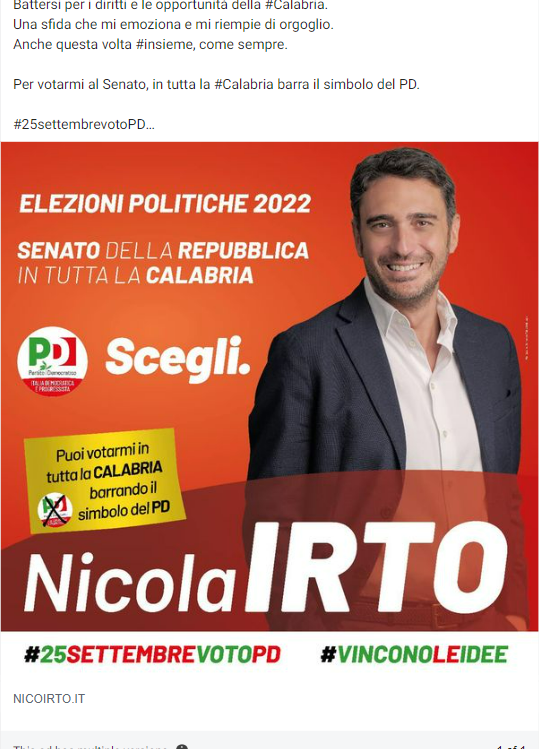 Battersi per i diritti e le opportunità della #Calabria.
Una sfida che mi emoziona e mi riempie di orgoglio.
Anche questa volta #insieme, come sempre.
Per votarmi al Senato, in tutta la #Calabria barra il simbolo del PD.
#25settembrevotoPD...
ELEZIONI POLITICHE 2022
SENATO DELLA REPUBBLICA
IN TUTTA LA CALABRIA
PD
Partito Democratico
ITALIA DEMOCRATICA
E PROGRESSISTA
Scegli.
Puoi votarmi in
tutta la CALABRIA
barrando il
simbolo del PD
Nicola IRTO
#25SETTEMBREVOTOPD #VINCONOLEIDEE
NICOIRTO.IT
This ad has multiple versions 1 of 1